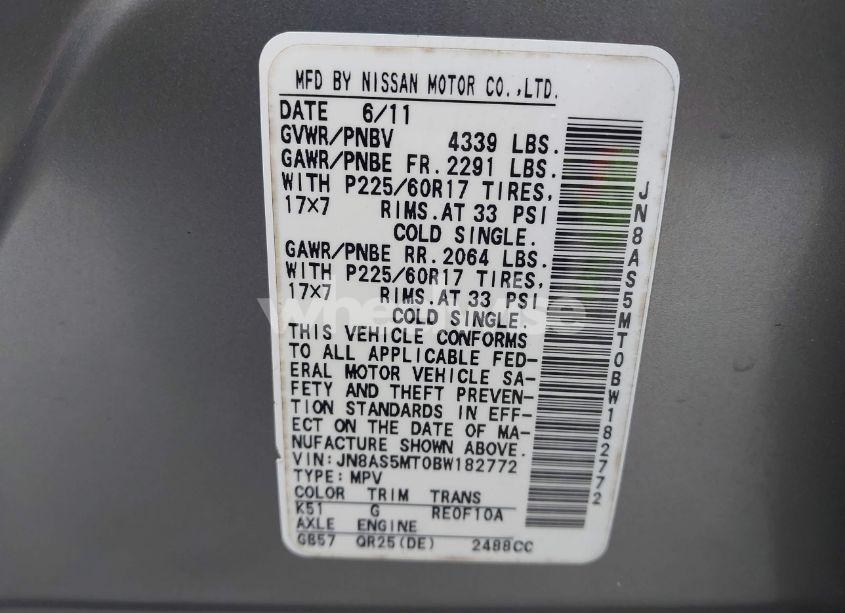 MFD BY NISSAN MOTOR CO.,LTD.
DATE 6/11
GVWR/PNBV 4339 LBS.
GAWR/PNBE FR.2291 LBS.
WITH P225/60R17 TIRES,
17X7 RIMS.AT 33 PSI
COLD SINGLE.
GAWR/PNBE RR.2064 LBS.
WITH P225/60R17 TIRES,
17X7 RIMS.AT 33 PSI
COLD SINGLE.
THIS VEHICLE CONFORMS
TO ALL APPLICABLE FED-
ERAL MOTOR VEHICLE SA-
FETY AND THEFT PREVEN-
TION STANDARDS IN EFF-
ECT ON THE DATE OF MA-
NUFACTURE SHOWN ABOVE.
VIN:JN8AS5MT0BW182772
TYPE:MPV
COLOR TRIM TRANS
K51 G RE0F10A
AXLE ENGINE
GB57 QR25(DE) 2488CC
JN8AS5MT0BW182772